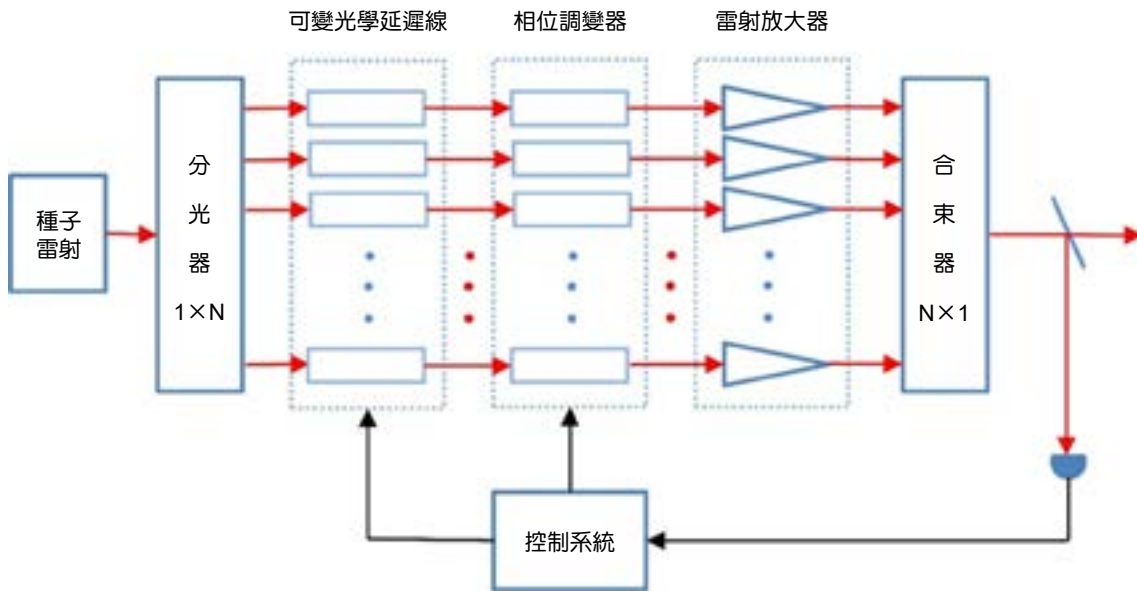 可變光學延遲線
相位調變器
雷射放大器
種子
雷射
分
光
器
1×N
合
束
器
N×1
控制系統